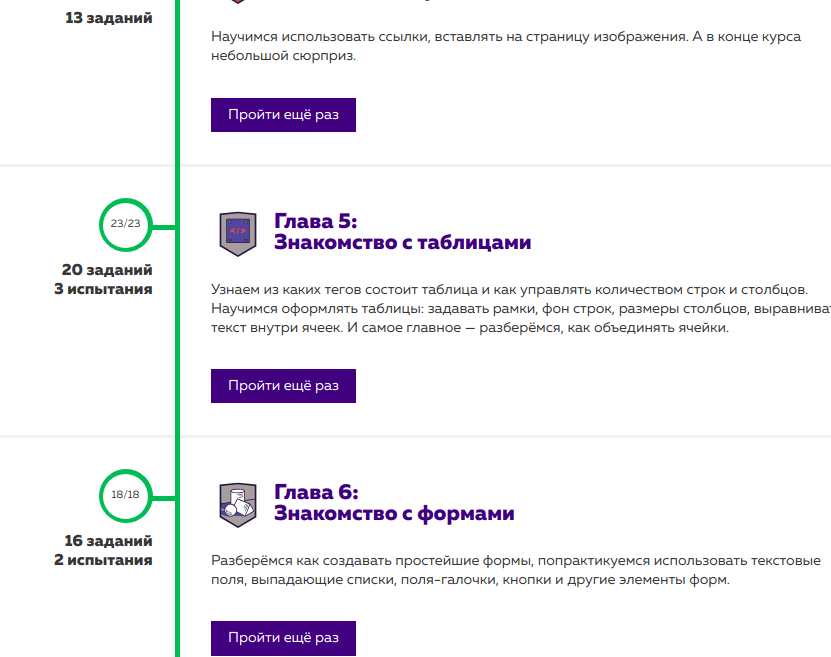 13 заданий
Научимся использовать ссылки, вставлять на страницу изображения. А в конце курса
небольшой сюрприз.
Пройти ещё раз
23/23
20 заданий
3 испытания
</>
Глава 5:
Знакомство с таблицами
Узнаем из каких тегов состоит таблица и как управлять количеством строк и столбцов.
Научимся оформлять таблицы: задавать рамки, фон строк, размеры столбцов, выравниват
текст внутри ячеек. И самое главное — разберёмся, как объединять ячейки.
Пройти ещё раз
18/18
16 заданий
2 испытания
Глава 6:
Знакомство с формами
Разберёмся как создавать простейшие формы, попрактикуемся использовать текстовые
поля, выпадающие списки, поля-галочки, кнопки и другие элементы форм.
Пройти ещё раз